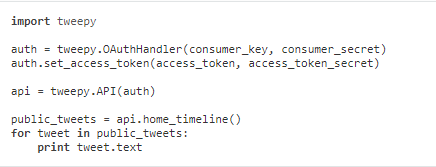 import tweepy
auth = tweepy.OAuthHandler(consumer_key, consumer_secret)
auth.set_access_token(access_token, access_token_secret)
api = tweepy.API(auth)
public_tweets = api.home_timeline()
for tweet in public_tweets:
    print tweet.text